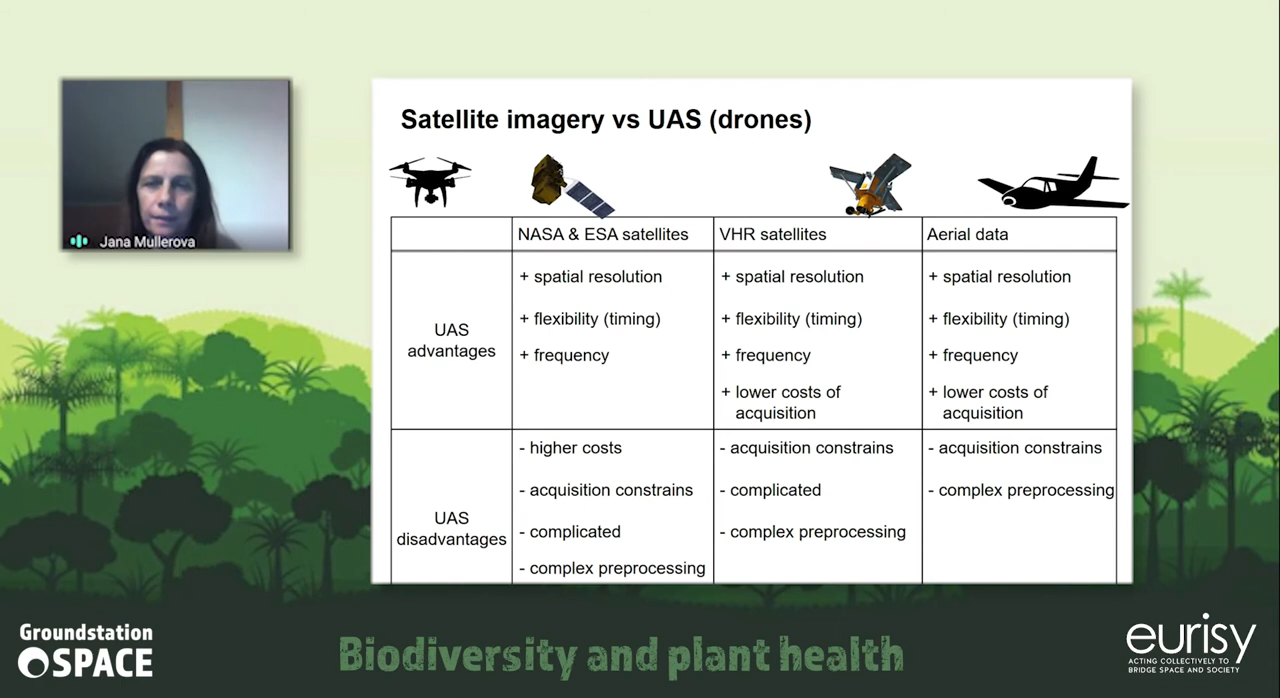 Satellite imagery vs UAS (drones)
Jana Mullerova
NASA & ESA satellites
VHR satellites
Aerial data
UAS
advantages
+ spatial resolution
+ flexibility (timing)
+ frequency
+ spatial resolution
+ flexibility (timing)
+ frequency
+ lower costs of
acquisition
+ spatial resolution
+ flexibility (timing)
+ frequency
+ lower costs of
acquisition
UAS
disadvantages
- higher costs
- acquisition constrains
- complicated
- complex preprocessing
- acquisition constrains
- complicated
- complex preprocessing
- acquisition constrains
- complex preprocessing
Groundstation
SPACE
Biodiversity and plant health
eurisy
ACTING COLLECTIVELY TO
BRIDGE SPACE AND SOCIETY